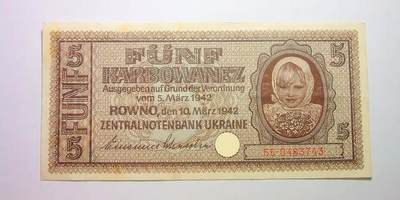 5 FÜNF 5
KARBOWANEZ
Ausgegeben auf Grund der Verordnung
vom 5. März 1942
ROWNO, den 10. März 1942
ZENTRALNOTENBANK UKRAINE
FÜNF
5 5